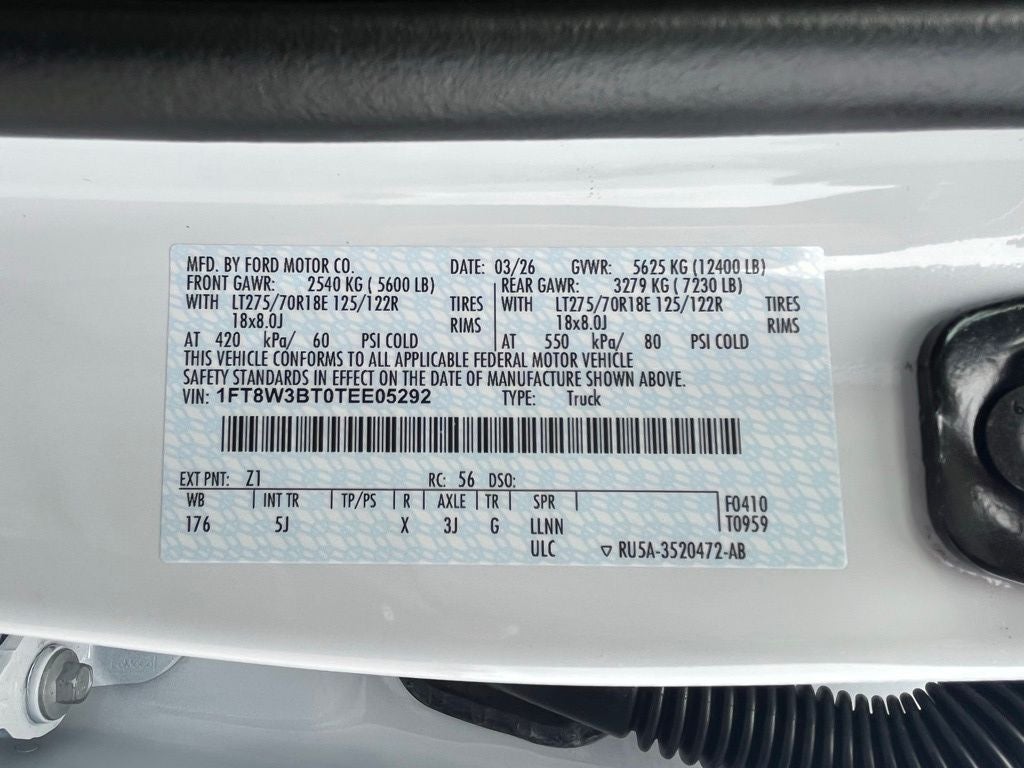 MFD. BY FORD MOTOR CO. DATE: 03/26 GVWR: 5625 KG (12400 LB)
FRONT GAWR: 2540 KG ( 5600 LB) REAR GAWR: 3279 KG ( 7230 LB)
WITH LT275/70R18E 125/122R TIRES WITH LT275/70R18E 125/122R TIRES
18x8.0J RIMS 18x8.0J RIMS
AT 420 kPa/ 60 PSI COLD AT 550 kPa/ 80 PSI COLD
THIS VEHICLE CONFORMS TO ALL APPLICABLE FEDERAL MOTOR VEHICLE
SAFETY STANDARDS IN EFFECT ON THE DATE OF MANUFACTURE SHOWN ABOVE.
VIN: 1FT8W3BT0TEE05292 TYPE: Truck
EXT PNT: Z1 RC: 56 DSO:
WB INT TR TP/PS R AXLE TR SPR F0410
176 5J X 3J G LLNN T0959
ULC ▽ RU5A-3520472-AB